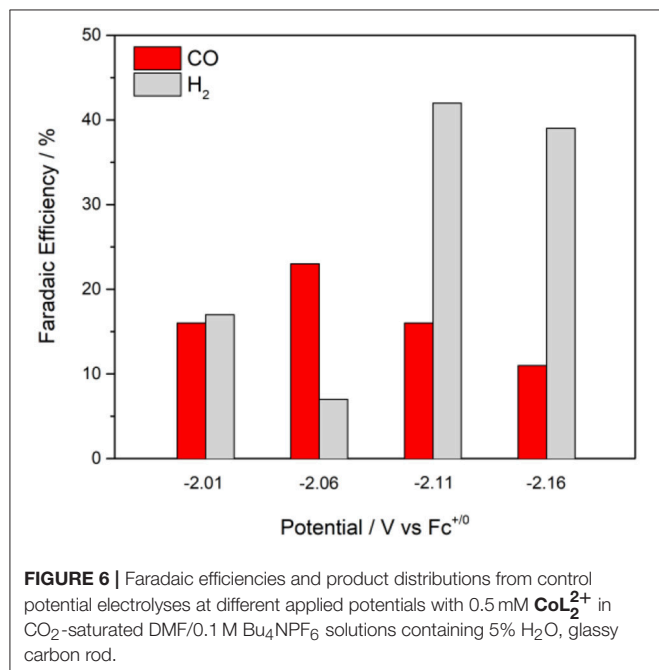 50
40
30
20
10
0
Faradaic Efficiency / %
CO
H₂
-2.01 -2.06 -2.11 -2.16
Potential / V vs Fc⁺/⁰
FIGURE 6 | Faradaic efficiencies and product distributions from control
potential electrolyses at different applied potentials with 0.5 mM CoL₂²⁺ in
CO₂-saturated DMF/0.1 M Bu₄NPF₆ solutions containing 5% H₂O, glassy
carbon rod.